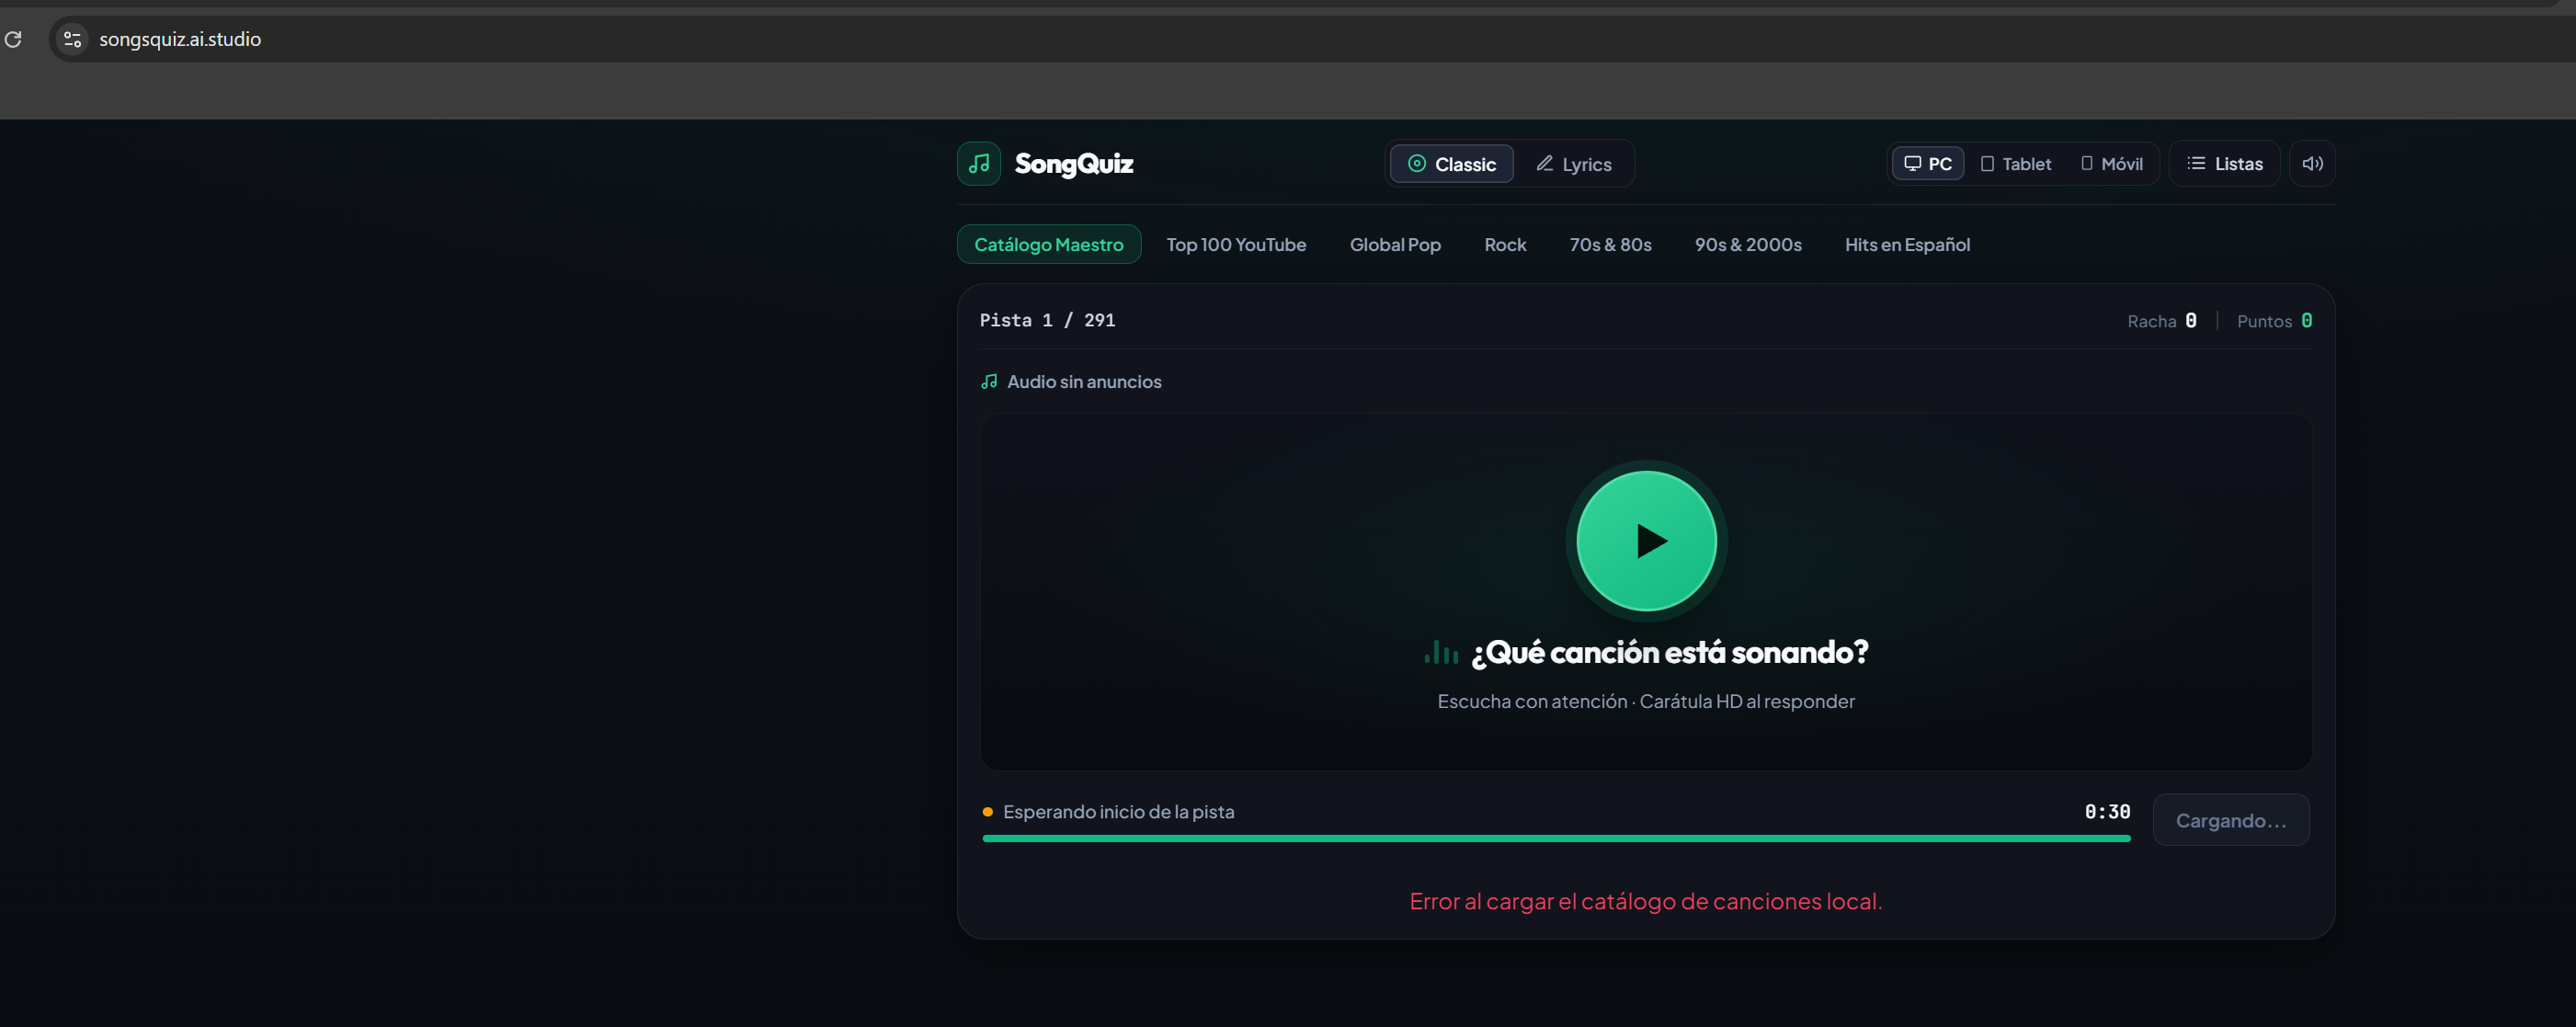 songsquiz.ai.studio
SongQuiz
Classic
Lyrics
PC
Tablet
Móvil
Listas
Catálogo Maestro
Top 100 YouTube
Global Pop
Rock
70s & 80s
90s & 2000s
Hits en Español
Pista 1 / 291
Racha 0
Puntos 0
Audio sin anuncios
¿Qué canción está sonando?
Escucha con atención · Carátula HD al responder
Esperando inicio de la pista
0:30
Cargando...
Error al cargar el catálogo de canciones local.